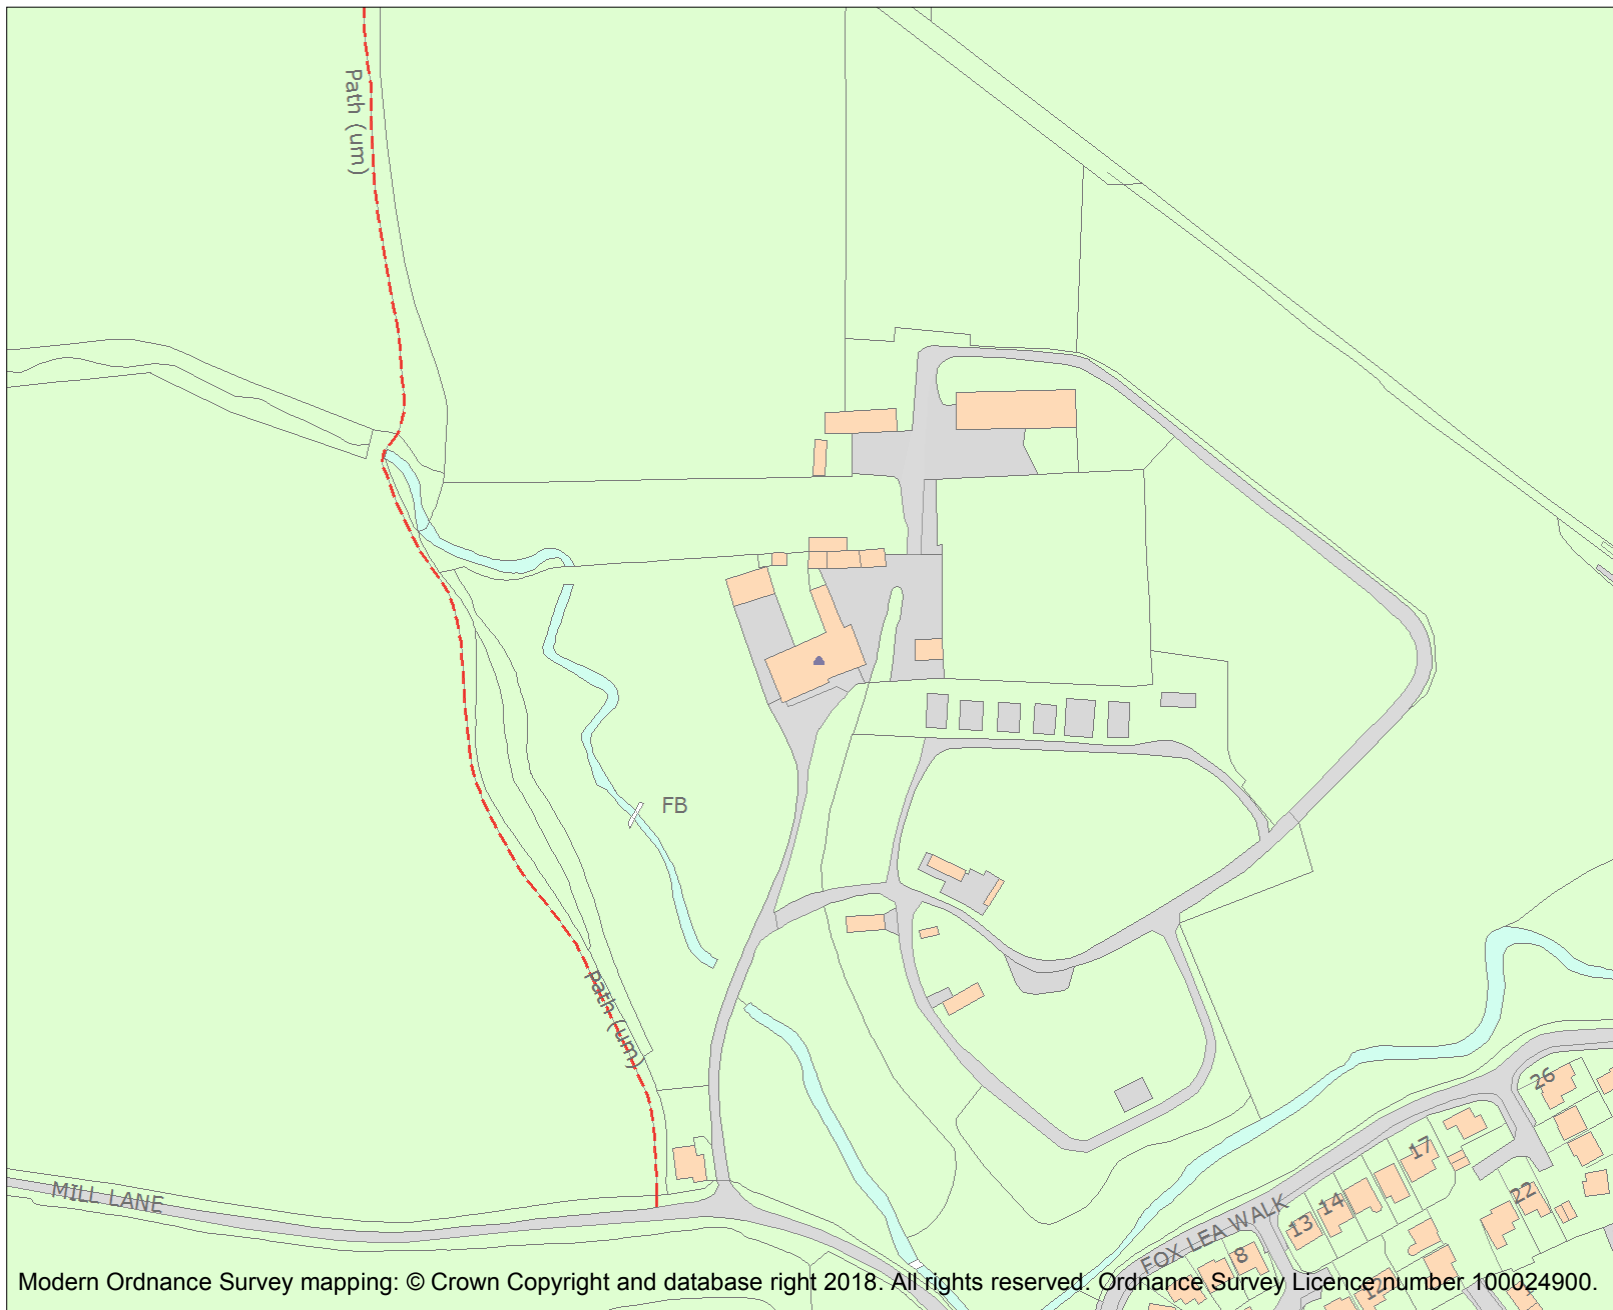 Path (um)
FB
Path (um)
26
17
MILL LANE
22
14
13
FOX LEA WALK
8
12
Modern Ordnance Survey mapping: © Crown Copyright and database right 2018. All rights reserved. Ordnance Survey Licence number 100024900.